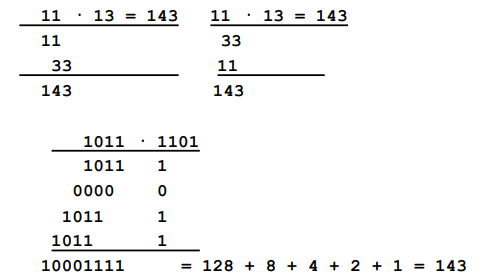 11 · 13 = 143 11 · 13 = 143
11 33
33 11
143 143
1011 · 1101
1011 1
0000 0
1011 1
1011 1
10001111 = 128 + 8 + 4 + 2 + 1 = 143